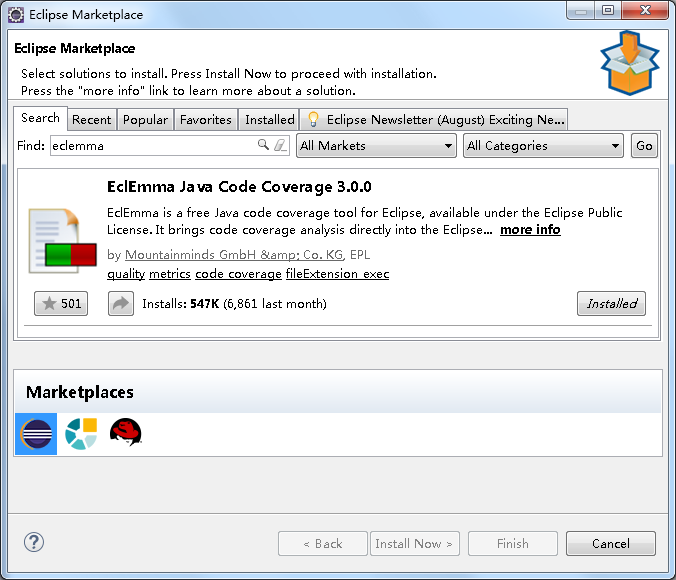 Eclipse Marketplace
Eclipse Marketplace
Select solutions to install. Press Install Now to proceed with installation.
Press the "more info" link to learn more about a solution.
Search Recent Popular Favorites Installed Eclipse Newsletter (August) Exciting Ne...
Find: eclemma All Markets All Categories Go
EclEmma Java Code Coverage 3.0.0
EclEmma is a free Java code coverage tool for Eclipse, available under the Eclipse Public
License. It brings code coverage analysis directly into the Eclipse... more info
by Mountainminds GmbH &amp; Co. KG, EPL
quality metrics code coverage fileExtension_exec
501 Installs: 547K (6,861 last month) Installed
Marketplaces
? < Back Install Now > Finish Cancel